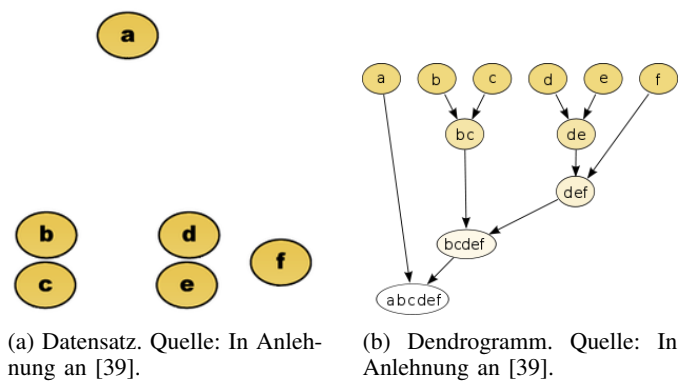 a
b
d
f
c
e
a b c d e f
bc
de
def
bcdef
abcdef
(a) Datensatz. Quelle: In Anleh-
nung an [39].
(b) Dendrogramm. Quelle: In
Anlehnung an [39].